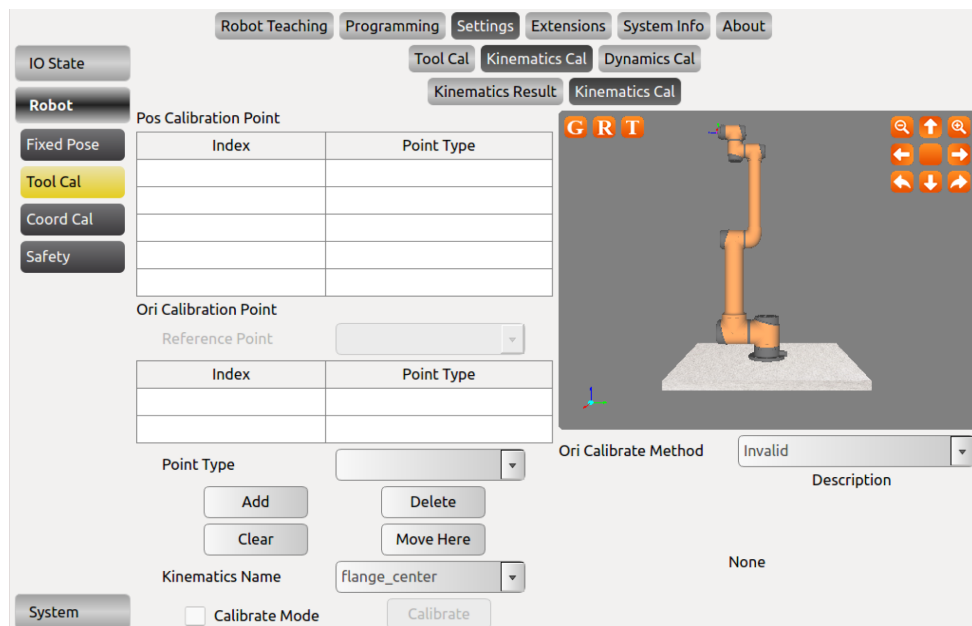 Robot Teaching Programming Settings Extensions System Info About
IO State
Tool Cal Kinematics Cal Dynamics Cal
Kinematics Result Kinematics Cal
Robot
Fixed Pose
Tool Cal
Coord Cal
Safety
Pos Calibration Point
Index Point Type
G R T
Ori Calibration Point
Reference Point
Index Point Type
Point Type
Add Delete
Clear Move Here
Kinematics Name flange_center
Calibrate Mode Calibrate
Ori Calibrate Method Invalid
Description
None
System